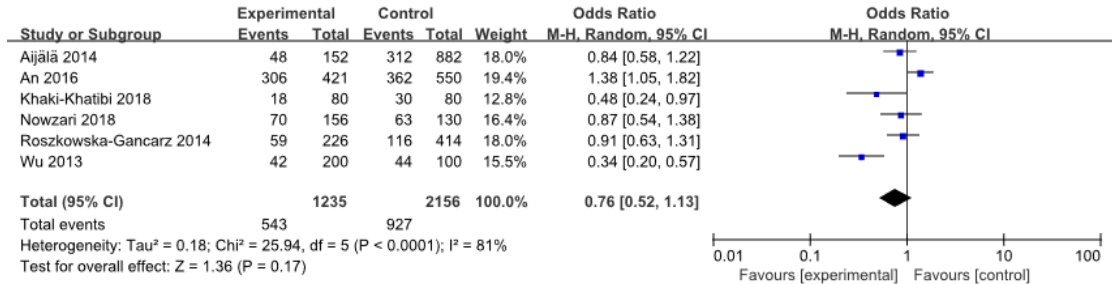 Experimental Control Odds Ratio Odds Ratio
Study or Subgroup Events Total Events Total Weight M-H, Random, 95% CI M-H, Random, 95% CI
Aijälä 2014 48 152 312 882 18.0% 0.84 [0.58, 1.22]
An 2016 306 421 362 550 19.4% 1.38 [1.05, 1.82]
Khaki-Khatibi 2018 18 80 30 80 12.8% 0.48 [0.24, 0.97]
Nowzari 2018 70 156 63 130 16.4% 0.87 [0.54, 1.38]
Roszkowska-Gancarz 2014 59 226 116 414 18.0% 0.91 [0.63, 1.31]
Wu 2013 42 200 44 100 15.5% 0.34 [0.20, 0.57]
Total (95% CI) 1235 2156 100.0% 0.76 [0.52, 1.13]
Total events 543 927
Heterogeneity: Tau² = 0.18; Chi² = 25.94, df = 5 (P < 0.0001); I² = 81%
Test for overall effect: Z = 1.36 (P = 0.17)
0.01 0.1 1 10 100
Favours [experimental] Favours [control]